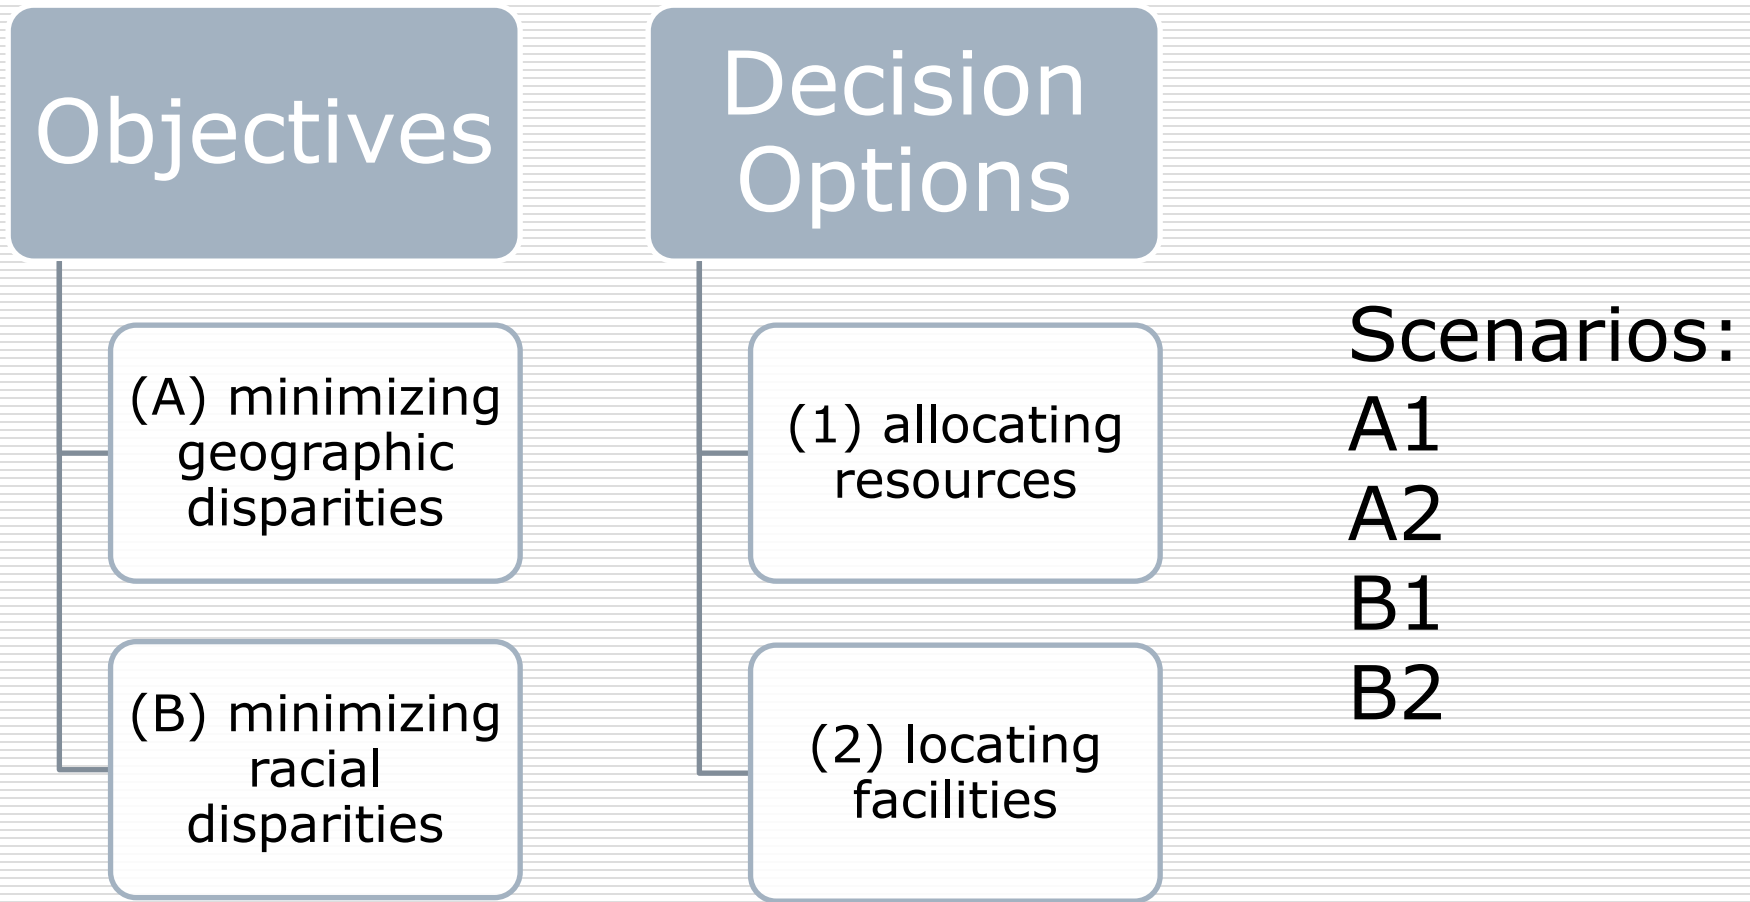 Objectives
(A) minimizing
geographic
disparities
(B) minimizing
racial
disparities
Decision
Options
(1) allocating
resources
(2) locating
facilities
Scenarios:
A1
A2
B1
B2